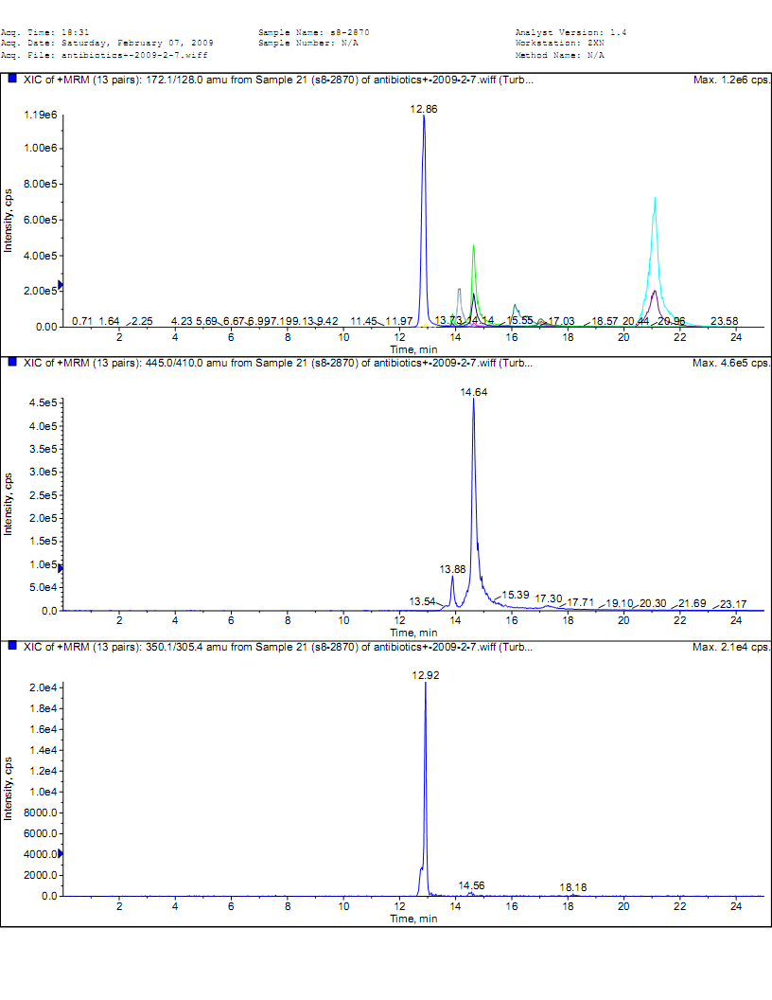 Acq. Time: 18:31 Sample Name: s8-2870 Analyst Version: 1.4
Acq. Date: Saturday, February 07, 2009 Sample Number: N/A Workstation: ZXN
Acq. File: antibiotics+-2009-2-7.wiff Method Name: N/A
XIC of +MRM (13 pairs): 172.1/128.0 amu from Sample 21 (s8-2870) of antibiotics+-2009-2-7.wiff (Turb... Max. 1.2e6 cps.
12.86
1.19e6
1.00e6
8.00e5
6.00e5
4.00e5
2.00e5
0.00
Intensity, cps
0.71 1.64 2.25 4.23 5.69 6.67 6.99 7.19 9.13 9.42 11.45 11.97 13.73 15.55 17.03 18.57 20.44 20.96 23.58
2 4 6 8 10 12 14 16 18 20 22 24
Time, min
XIC of +MRM (13 pairs): 445.0/410.0 amu from Sample 21 (s8-2870) of antibiotics+-2009-2-7.wiff (Turb... Max. 4.6e5 cps.
14.64
4.5e5
4.0e5
3.5e5
3.0e5
2.5e5
2.0e5
1.5e5
1.0e5
5.0e4
0.0
Intensity, cps
13.88
13.54 15.39 17.30 17.71 19.10 20.30 21.69 23.17
2 4 6 8 10 12 14 16 18 20 22 24
Time, min
XIC of +MRM (13 pairs): 350.1/305.4 amu from Sample 21 (s8-2870) of antibiotics+-2009-2-7.wiff (Turb... Max. 2.1e4 cps.
12.92
2.0e4
1.8e4
1.6e4
1.4e4
1.2e4
1.0e4
8000.0
6000.0
4000.0
2000.0
0.0
Intensity, cps
14.56 18.18
2 4 6 8 10 12 14 16 18 20 22 24
Time, min